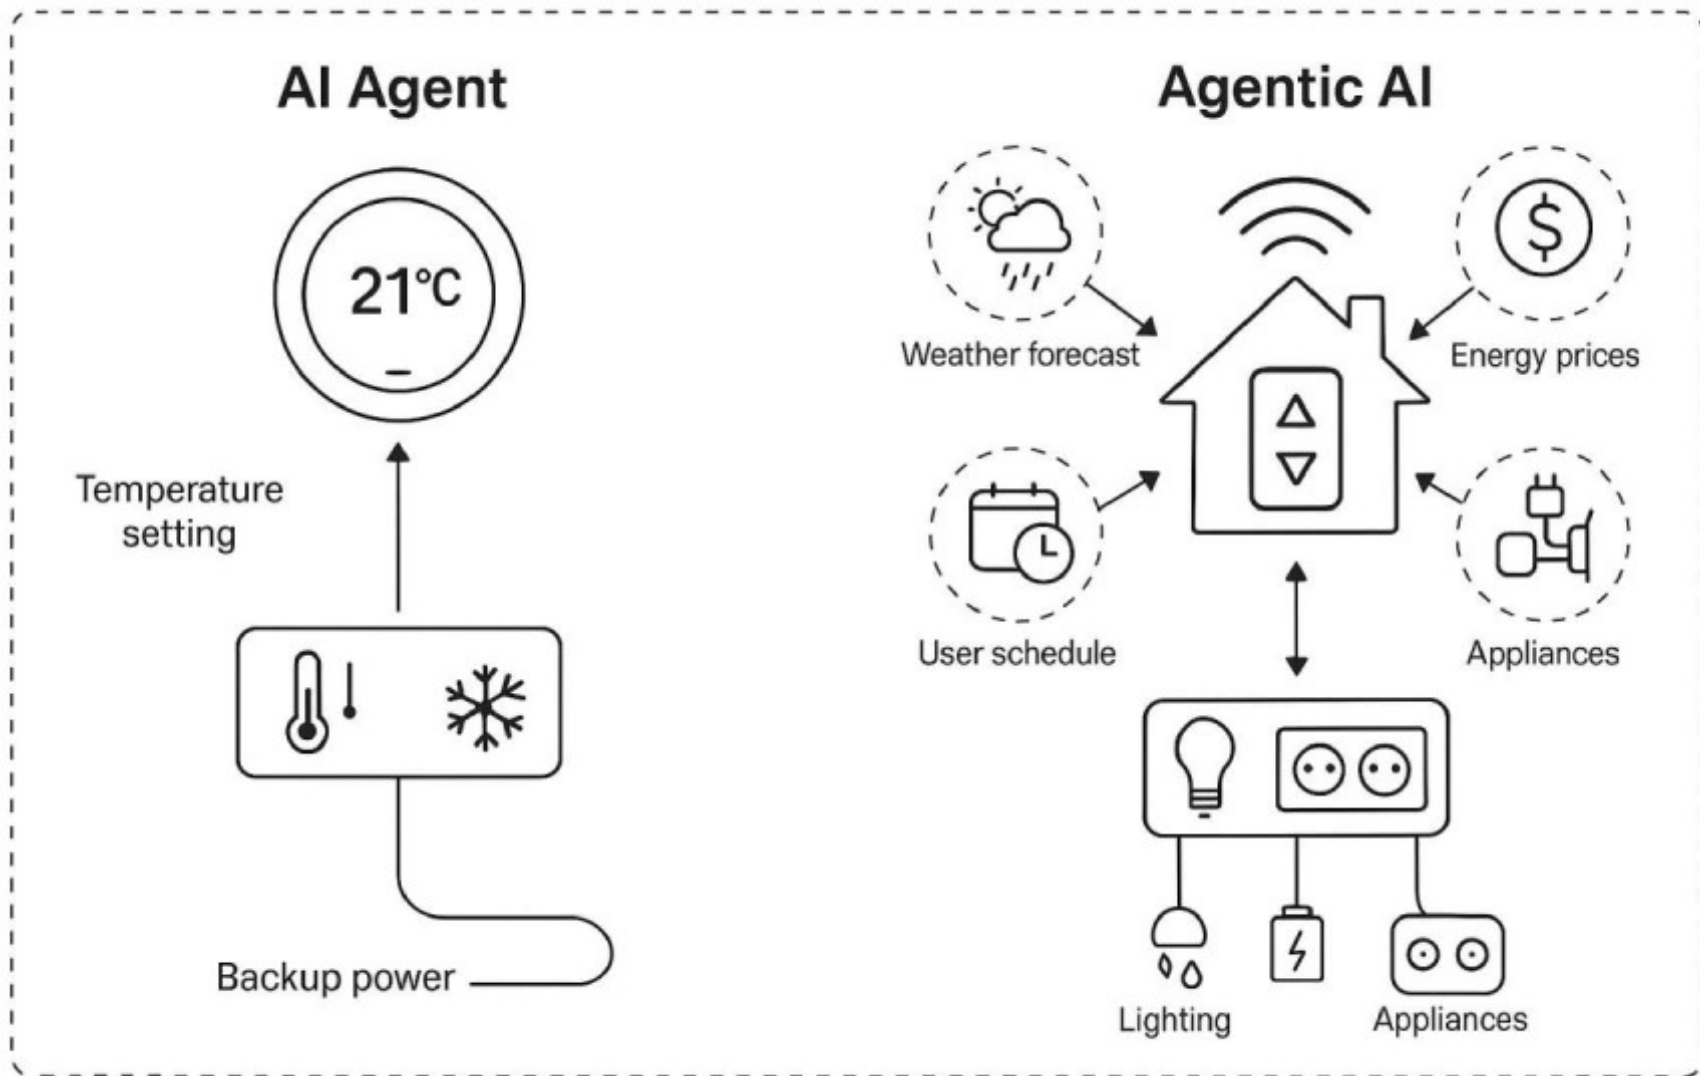 AI Agent
21°C
Temperature
setting
Backup power
Agentic AI
Weather forecast
Energy prices
User schedule
Appliances
Lighting
Appliances